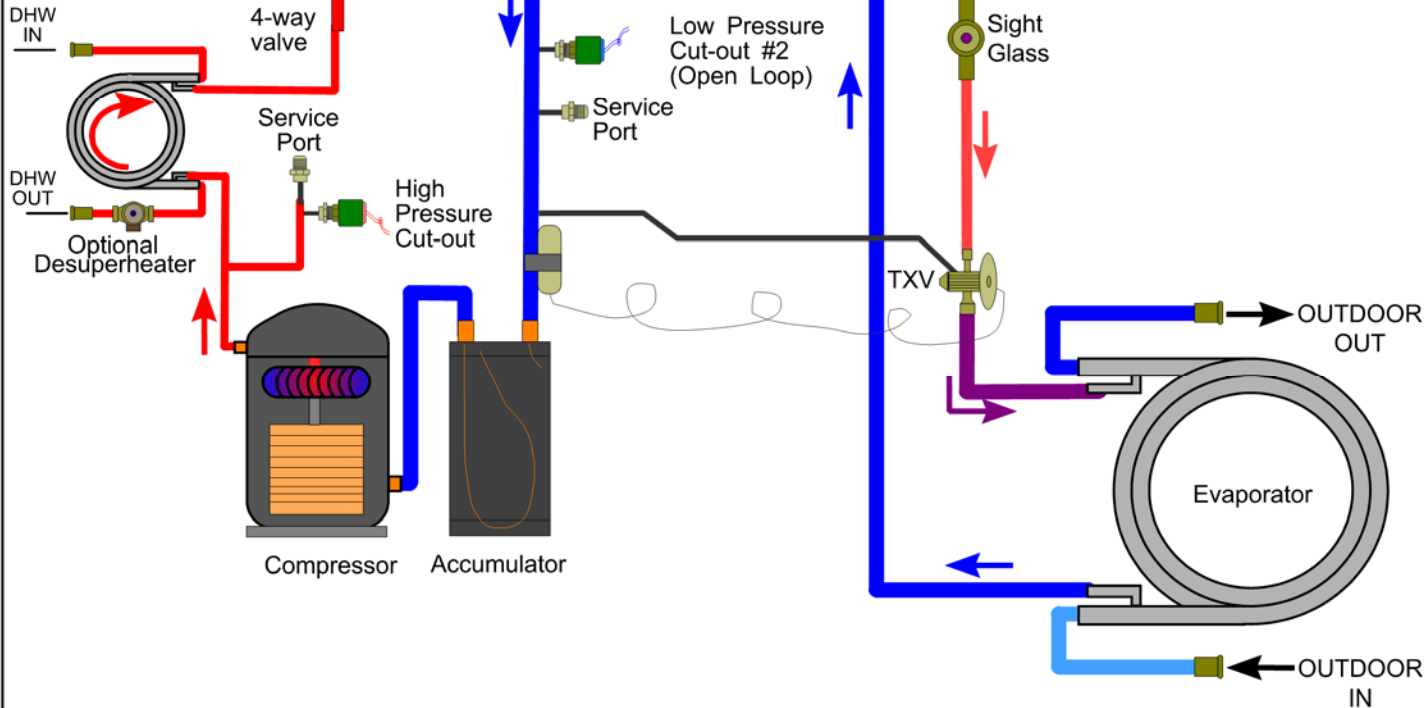 DHW
IN
4-way
valve
Low Pressure
Cut-out #2
(Open Loop)
Sight
Glass
Service
Port
Service
Port
DHW
OUT
High
Pressure
Cut-out
Optional
Desuperheater
TXV
OUTDOOR
OUT
Evaporator
Compressor
Accumulator
OUTDOOR
IN